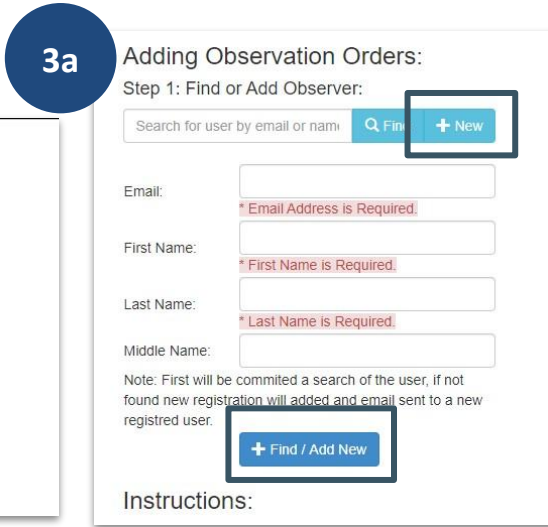 3a
Adding Observation Orders:
Step 1: Find or Add Observer:
Search for user by email or name Find + New
Email:
* Email Address is Required.
First Name:
* First Name is Required.
Last Name:
* Last Name is Required.
Middle Name:
Note: First will be commited a search of the user, if not
found new registration will added and email sent to a new
registred user.
+ Find / Add New
Instructions: